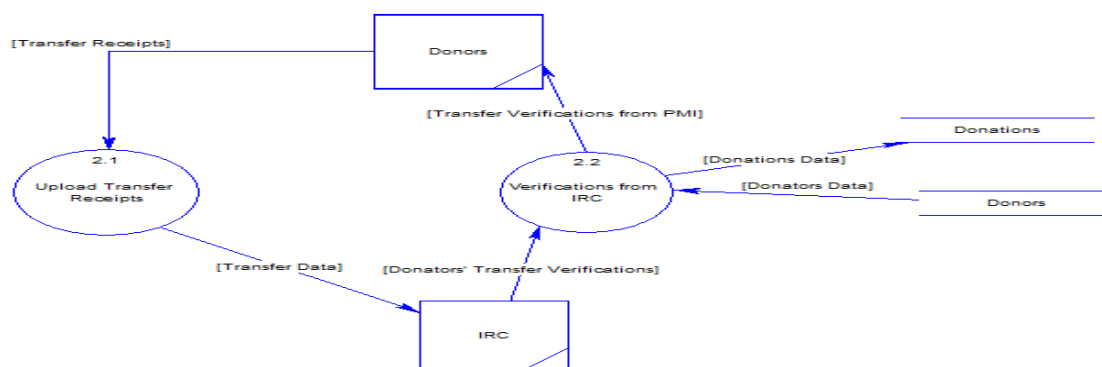 [Transfer Receipts]
Donors
[Transfer Verifications from PMI]
Donations
2.1
Upload Transfer
Receipts
2.2
Verifications from
IRC
[Donations Data]
[Donators Data]
Donors
[Transfer Data]
[Donators' Transfer Verifications]
IRC